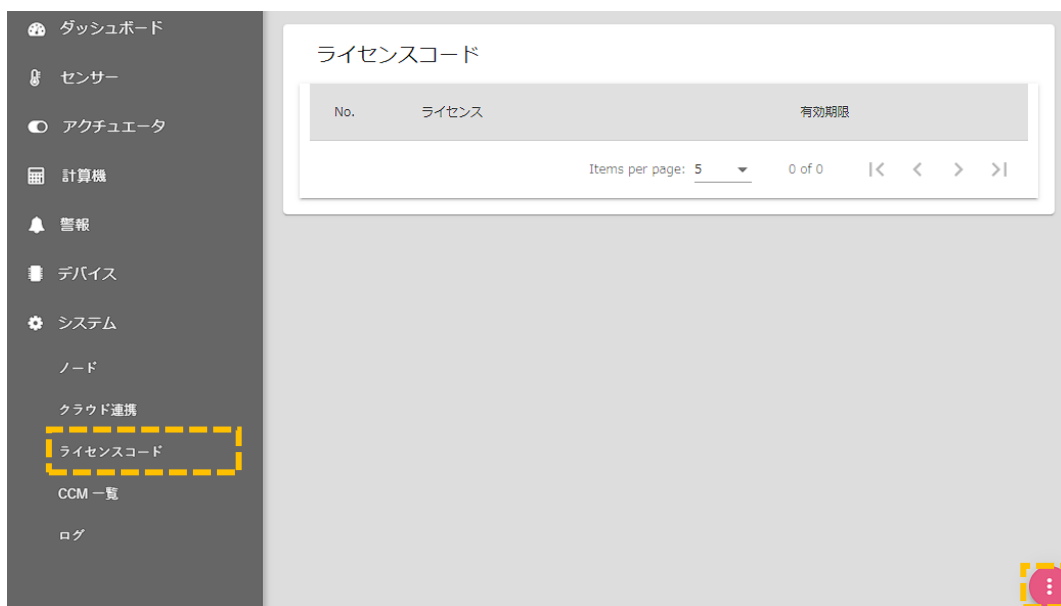 ダッシュボード
センサー
アクチュエータ
計算機
警報
デバイス
システム
ノード
クラウド連携
ライセンスコード
CCM 一覧
ログ
ライセンスコード
No. ライセンス 有効期限
Items per page: 5 0 of 0